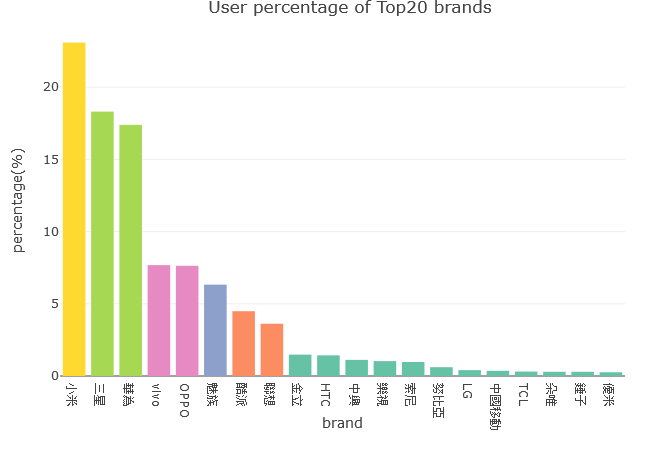 User percentage of Top20 brands
percentage(%)
20
15
10
5
0
小米
三星
華為
vivo
OPPO
魅族
酷派
聯想
金立
HTC
中興
樂視
索尼
努比亞
LG
中國移動
TCL
朵唯
錘子
優米
brand